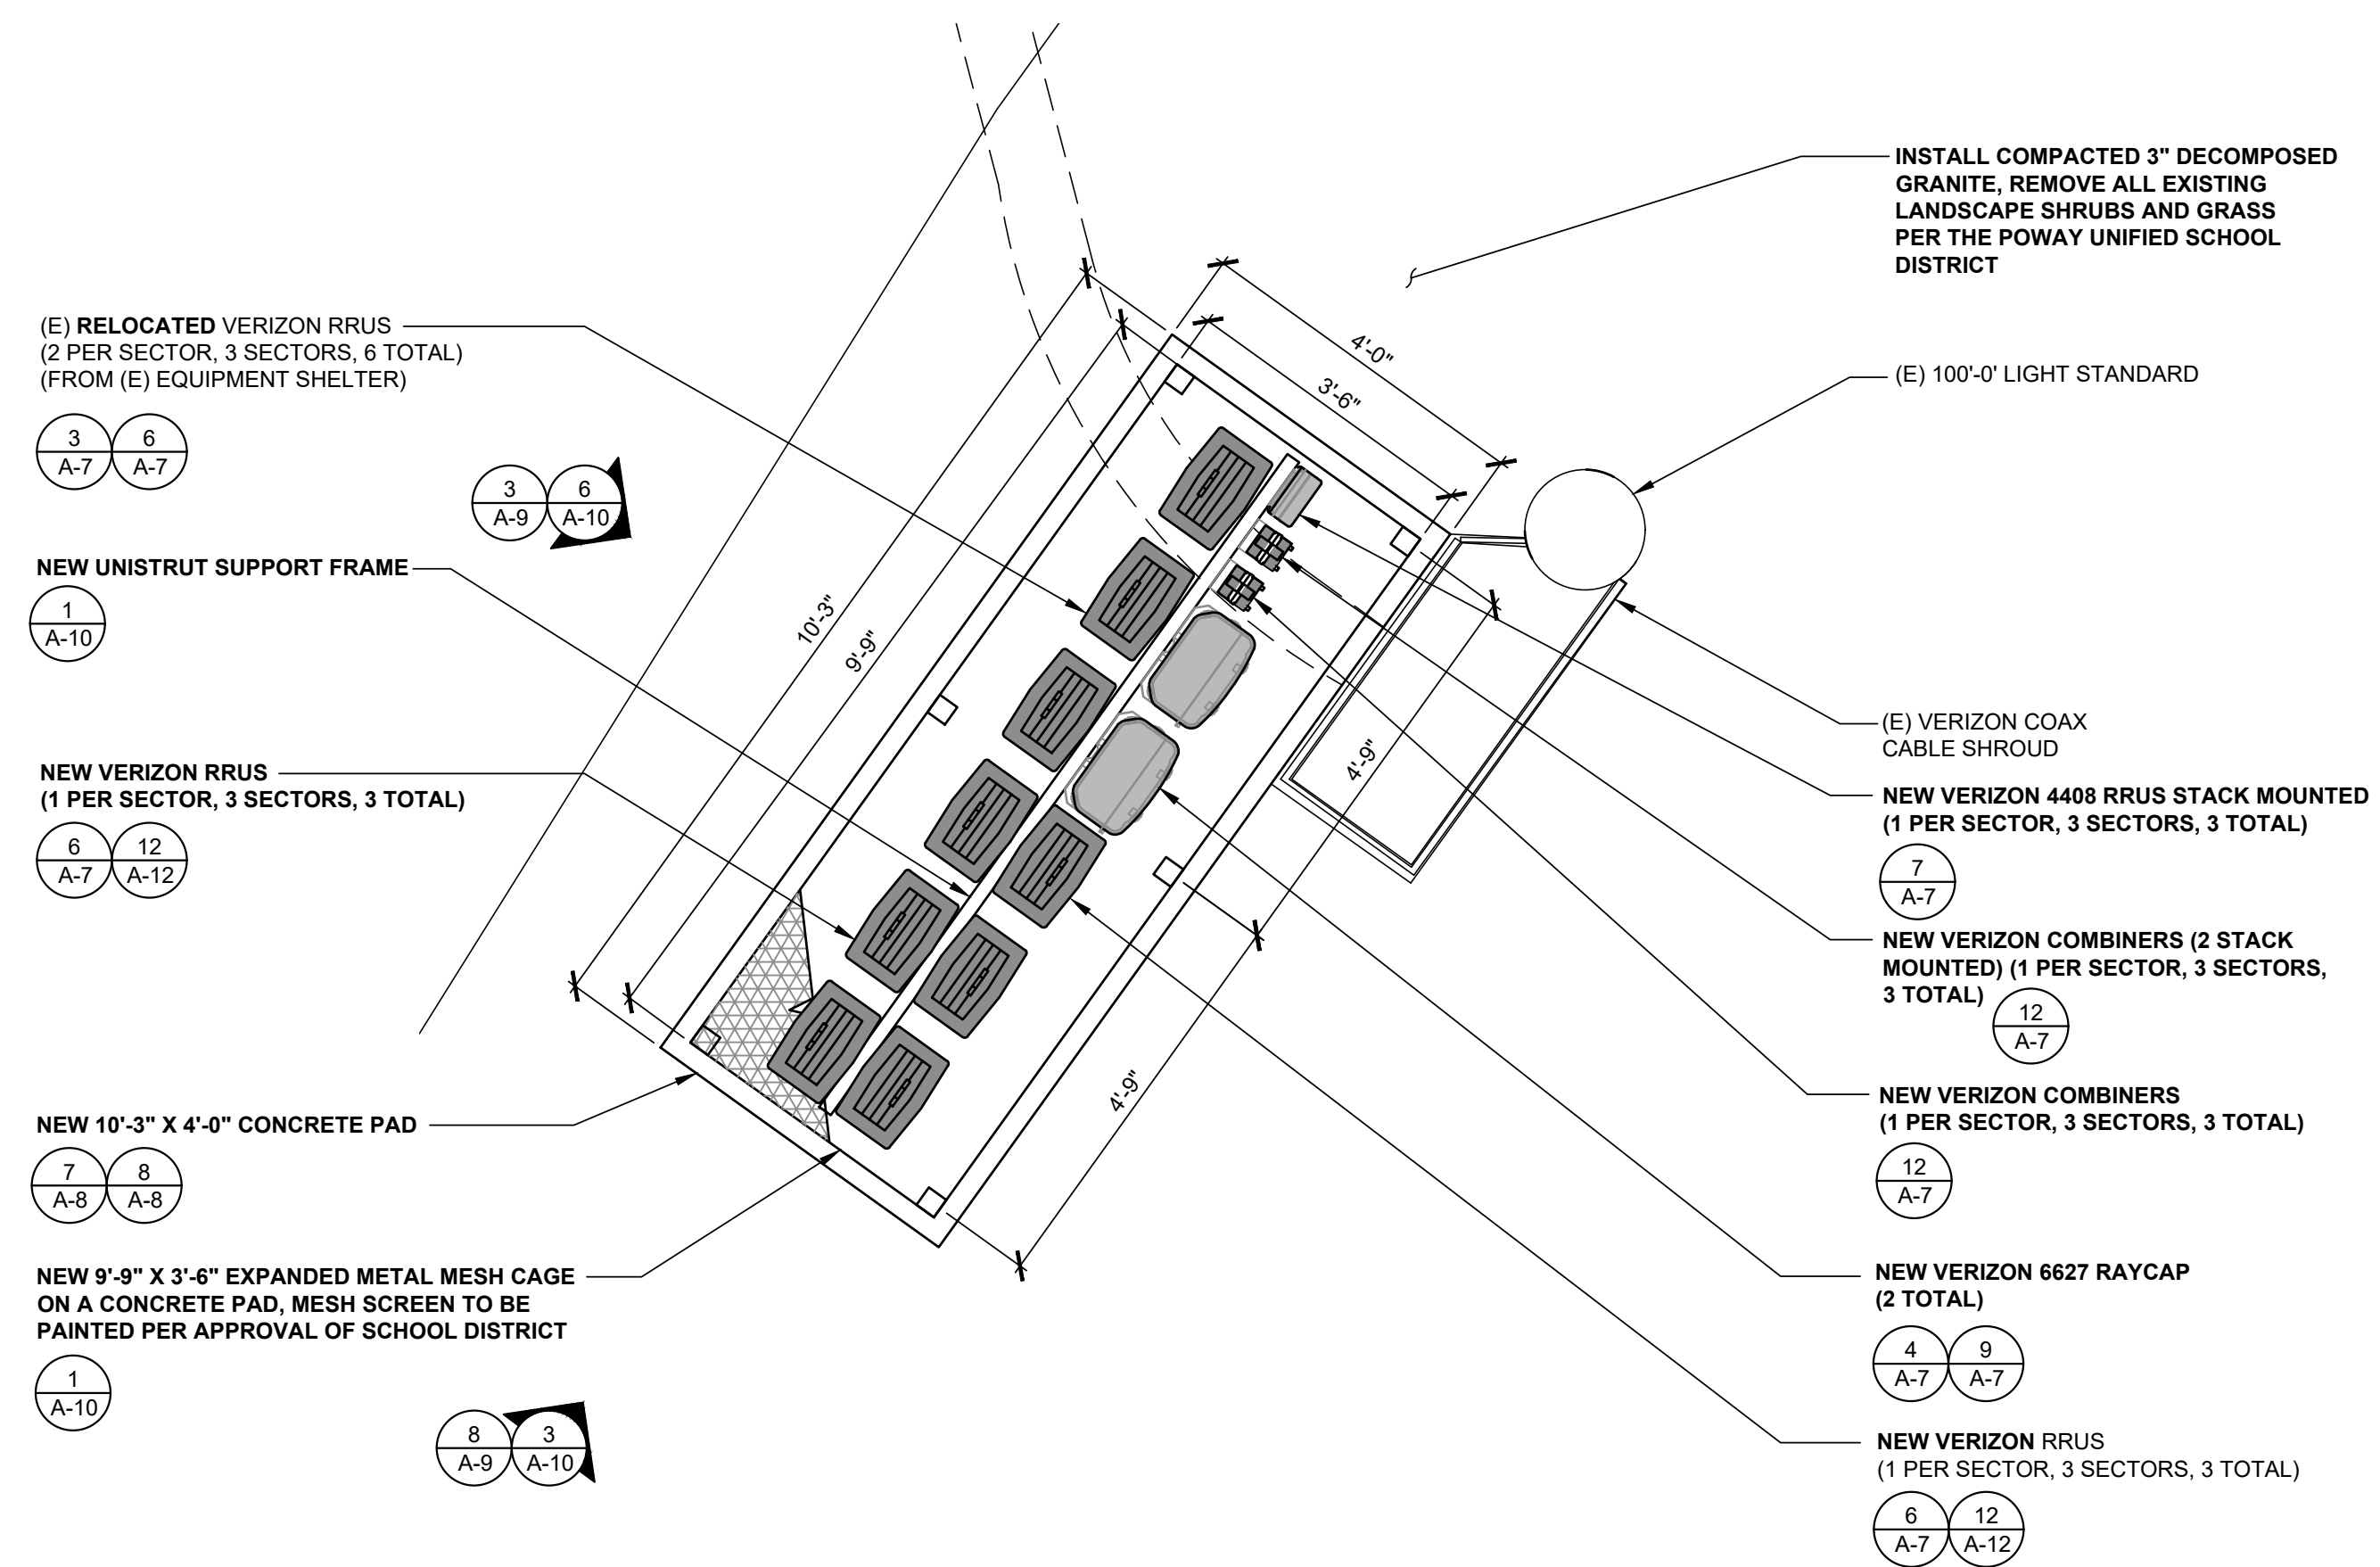 INSTALL COMPACTED 3" DECOMPOSED
GRANITE, REMOVE ALL EXISTING
LANDSCAPE SHRUBS AND GRASS
PER THE POWAY UNIFIED SCHOOL
DISTRICT
(E) RELOCATED VERIZON RRUS
(2 PER SECTOR, 3 SECTORS, 6 TOTAL)
(FROM (E) EQUIPMENT SHELTER)
3
A-7
6
A-7
3
A-9
6
A-10
NEW UNISTRUT SUPPORT FRAME
1
A-10
NEW VERIZON RRUS
(1 PER SECTOR, 3 SECTORS, 3 TOTAL)
6
A-7
12
A-12
NEW 10'-3" X 4'-0" CONCRETE PAD
7
A-8
8
A-8
NEW 9'-9" X 3'-6" EXPANDED METAL MESH CAGE
ON A CONCRETE PAD, MESH SCREEN TO BE
PAINTED PER APPROVAL OF SCHOOL DISTRICT
1
A-10
8
A-9
3
A-10
4'-0"
3'-6"
10'-3"
9'-9"
4'-9"
4'-9"
(E) 100'-0' LIGHT STANDARD
(E) VERIZON COAX
CABLE SHROUD
NEW VERIZON 4408 RRUS STACK MOUNTED
(1 PER SECTOR, 3 SECTORS, 3 TOTAL)
7
A-7
NEW VERIZON COMBINERS (2 STACK
MOUNTED) (1 PER SECTOR, 3 SECTORS,
3 TOTAL)
12
A-7
NEW VERIZON COMBINERS
(1 PER SECTOR, 3 SECTORS, 3 TOTAL)
12
A-7
NEW VERIZON 6627 RAYCAP
(2 TOTAL)
4
A-7
9
A-7
NEW VERIZON RRUS
(1 PER SECTOR, 3 SECTORS, 3 TOTAL)
6
A-7
12
A-12